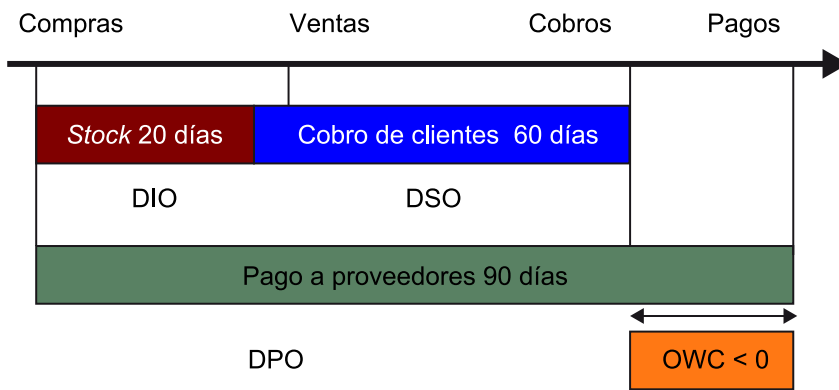 Compras Ventas Cobros Pagos
Stock 20 días Cobro de clientes 60 días
DIO DSO
Pago a proveedores 90 días
DPO OWC < 0